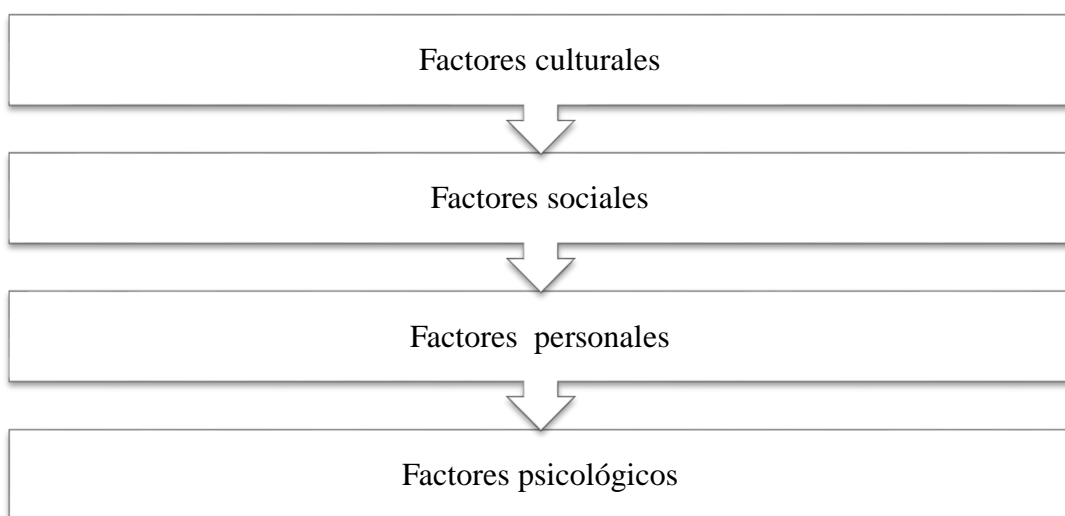 Factores culturales
Factores sociales
Factores  personales
Factores psicológicos